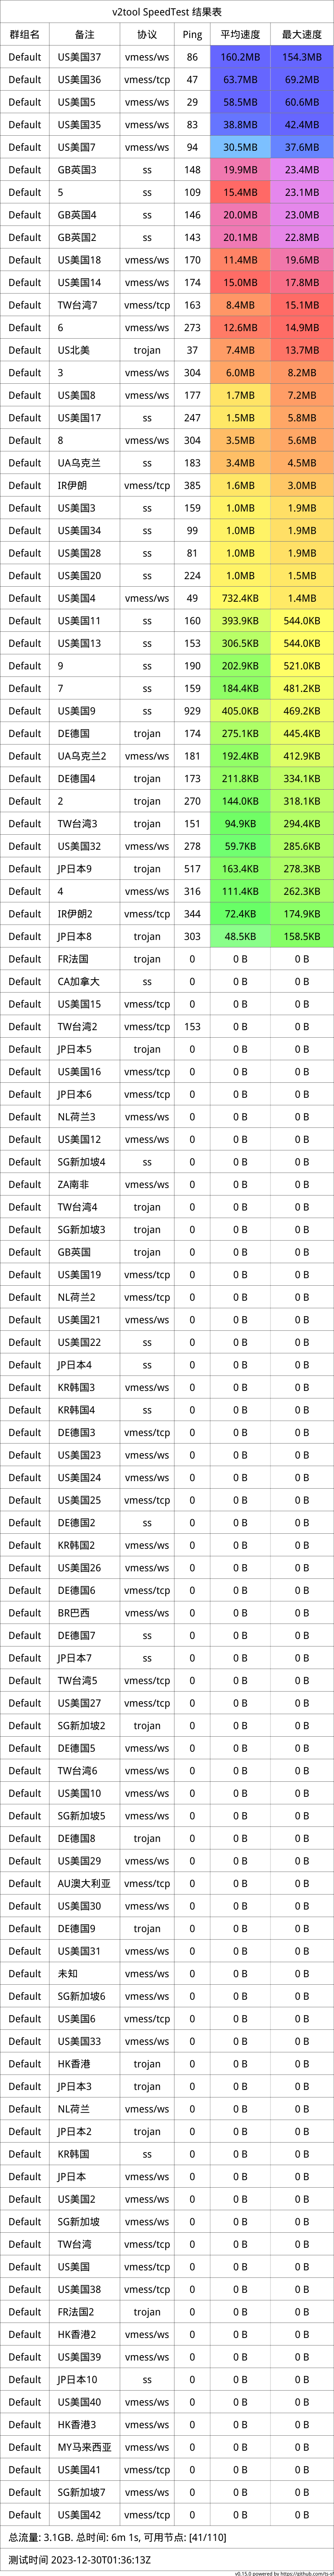 v2tool SpeedTest 结果表
群组名 备注 协议 Ping 平均速度 最大速度
Default US美国37 vmess/ws 86 160.2MB 154.3MB
Default US美国36 vmess/tcp 47 63.7MB 69.2MB
Default US美国5 vmess/ws 29 58.5MB 60.6MB
Default US美国35 vmess/ws 83 38.8MB 42.4MB
Default US美国7 vmess/ws 94 30.5MB 37.6MB
Default GB英国3 ss 148 19.9MB 23.4MB
Default 5 ss 109 15.4MB 23.1MB
Default GB英国4 ss 146 20.0MB 23.0MB
Default GB英国2 ss 143 20.1MB 22.8MB
Default US美国18 vmess/ws 170 11.4MB 19.6MB
Default US美国14 vmess/ws 174 15.0MB 17.8MB
Default TW台湾7 vmess/tcp 163 8.4MB 15.1MB
Default 6 vmess/ws 273 12.6MB 14.9MB
Default US北美 trojan 37 7.4MB 13.7MB
Default 3 vmess/ws 304 6.0MB 8.2MB
Default US美国8 vmess/ws 177 1.7MB 7.2MB
Default US美国17 ss 247 1.5MB 5.8MB
Default 8 vmess/ws 304 3.5MB 5.6MB
Default UA乌克兰 ss 183 3.4MB 4.5MB
Default IR伊朗 vmess/tcp 385 1.6MB 3.0MB
Default US美国3 ss 159 1.0MB 1.9MB
Default US美国34 ss 99 1.0MB 1.9MB
Default US美国28 ss 81 1.0MB 1.9MB
Default US美国20 ss 224 1.0MB 1.5MB
Default US美国4 vmess/ws 49 732.4KB 1.4MB
Default US美国11 ss 160 393.9KB 544.0KB
Default US美国13 ss 153 306.5KB 544.0KB
Default 9 ss 190 202.9KB 521.0KB
Default 7 ss 159 184.4KB 481.2KB
Default US美国9 ss 929 405.0KB 469.2KB
Default DE德国 trojan 174 275.1KB 445.4KB
Default UA乌克兰2 vmess/ws 181 192.4KB 412.9KB
Default DE德国4 trojan 173 211.8KB 334.1KB
Default 2 trojan 270 144.0KB 318.1KB
Default TW台湾3 trojan 151 94.9KB 294.4KB
Default US美国32 vmess/ws 278 59.7KB 285.6KB
Default JP日本9 trojan 517 163.4KB 278.3KB
Default 4 vmess/ws 316 111.4KB 262.3KB
Default IR伊朗2 vmess/tcp 344 72.4KB 174.9KB
Default JP日本8 trojan 303 48.5KB 158.5KB
Default FR法国 trojan 0 0 B 0 B
Default CA加拿大 ss 0 0 B 0 B
Default US美国15 vmess/tcp 0 0 B 0 B
Default TW台湾2 vmess/tcp 153 0 B 0 B
Default JP日本5 trojan 0 0 B 0 B
Default US美国16 vmess/tcp 0 0 B 0 B
Default JP日本6 vmess/tcp 0 0 B 0 B
Default NL荷兰3 vmess/ws 0 0 B 0 B
Default US美国12 vmess/ws 0 0 B 0 B
Default SG新加坡4 ss 0 0 B 0 B
Default ZA南非 vmess/ws 0 0 B 0 B
Default TW台湾4 trojan 0 0 B 0 B
Default SG新加坡3 trojan 0 0 B 0 B
Default GB英国 trojan 0 0 B 0 B
Default US美国19 vmess/tcp 0 0 B 0 B
Default NL荷兰2 vmess/tcp 0 0 B 0 B
Default US美国21 vmess/ws 0 0 B 0 B
Default US美国22 ss 0 0 B 0 B
Default JP日本4 ss 0 0 B 0 B
Default KR韩国3 vmess/ws 0 0 B 0 B
Default KR韩国4 ss 0 0 B 0 B
Default DE德国3 vmess/tcp 0 0 B 0 B
Default US美国23 vmess/ws 0 0 B 0 B
Default US美国24 vmess/ws 0 0 B 0 B
Default US美国25 vmess/tcp 0 0 B 0 B
Default DE德国2 ss 0 0 B 0 B
Default KR韩国2 vmess/ws 0 0 B 0 B
Default US美国26 vmess/ws 0 0 B 0 B
Default DE德国6 vmess/tcp 0 0 B 0 B
Default BR巴西 vmess/ws 0 0 B 0 B
Default DE德国7 ss 0 0 B 0 B
Default JP日本7 ss 0 0 B 0 B
Default TW台湾5 vmess/tcp 0 0 B 0 B
Default US美国27 vmess/tcp 0 0 B 0 B
Default SG新加坡2 trojan 0 0 B 0 B
Default DE德国5 vmess/ws 0 0 B 0 B
Default TW台湾6 vmess/ws 0 0 B 0 B
Default US美国10 vmess/ws 0 0 B 0 B
Default SG新加坡5 vmess/ws 0 0 B 0 B
Default DE德国8 trojan 0 0 B 0 B
Default US美国29 vmess/ws 0 0 B 0 B
Default AU澳大利亚 vmess/tcp 0 0 B 0 B
Default US美国30 vmess/ws 0 0 B 0 B
Default DE德国9 trojan 0 0 B 0 B
Default US美国31 vmess/ws 0 0 B 0 B
Default 未知 vmess/ws 0 0 B 0 B
Default SG新加坡6 vmess/ws 0 0 B 0 B
Default US美国6 vmess/tcp 0 0 B 0 B
Default US美国33 vmess/ws 0 0 B 0 B
Default HK香港 trojan 0 0 B 0 B
Default JP日本3 trojan 0 0 B 0 B
Default NL荷兰 vmess/ws 0 0 B 0 B
Default JP日本2 trojan 0 0 B 0 B
Default KR韩国 ss 0 0 B 0 B
Default JP日本 vmess/ws 0 0 B 0 B
Default US美国2 vmess/ws 0 0 B 0 B
Default SG新加坡 vmess/ws 0 0 B 0 B
Default TW台湾 vmess/tcp 0 0 B 0 B
Default US美国 vmess/tcp 0 0 B 0 B
Default US美国38 vmess/tcp 0 0 B 0 B
Default FR法国2 trojan 0 0 B 0 B
Default HK香港2 vmess/ws 0 0 B 0 B
Default US美国39 vmess/ws 0 0 B 0 B
Default JP日本10 ss 0 0 B 0 B
Default US美国40 vmess/ws 0 0 B 0 B
Default HK香港3 vmess/ws 0 0 B 0 B
Default MY马来西亚 vmess/ws 0 0 B 0 B
Default US美国41 vmess/tcp 0 0 B 0 B
Default SG新加坡7 vmess/ws 0 0 B 0 B
Default US美国42 vmess/tcp 0 0 B 0 B
总流量: 3.1GB. 总时间: 6m 1s, 可用节点: [41/110]
测试时间 2023-12-30T01:36:13Z